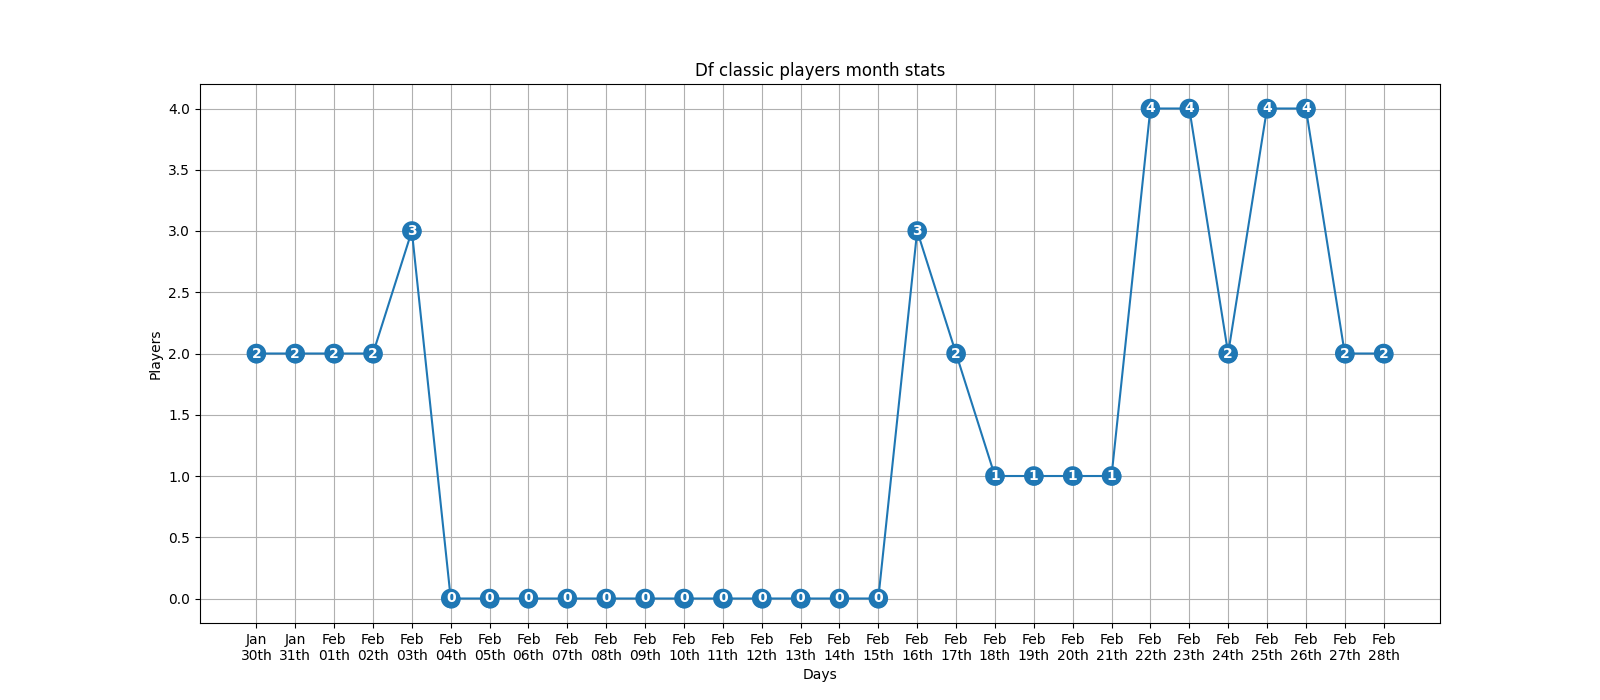 Df classic players month stats
4.0
3.5
3.0
2.5
2.0
1.5
1.0
0.5
0.0
Players
2 2 2 2 3 0 0 0 0 0 0 0 0 0 0 0 0 3 2 1 1 1 1 4 4 2 4 4 2 2
Jan Jan Feb Feb Feb Feb Feb Feb Feb Feb Feb Feb Feb Feb Feb Feb Feb Feb Feb Feb Feb Feb Feb Feb Feb Feb Feb Feb Feb Feb
30th 31th 01th 02th 03th 04th 05th 06th 07th 08th 09th 10th 11th 12th 13th 14th 15th 16th 17th 18th 19th 20th 21th 22th 23th 24th 25th 26th 27th 28th
Days